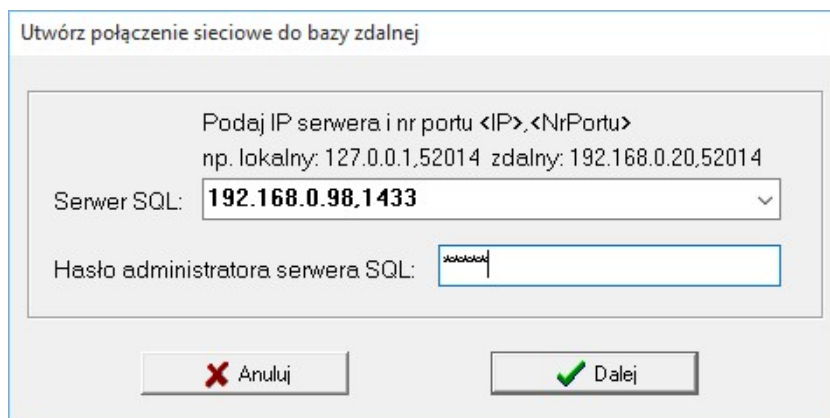 Utwórz połączenie sieciowe do bazy zdalnej
Podaj IP serwera i nr portu <IP>,<NrPortu>
np. lokalny: 127.0.0.1,52014 zdalny: 192.168.0.20,52014
Serwer SQL: 192.168.0.98,1433
Hasło administratora serwera SQL: *****
Anuluj Dalej